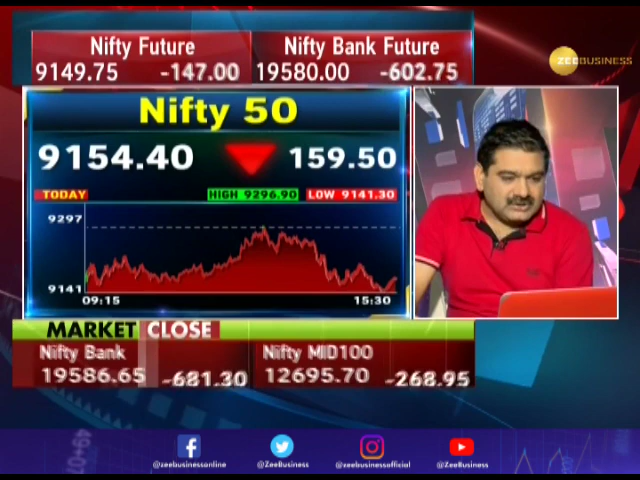 Nifty Future
9149.75 -147.00
Nifty Bank Future
19580.00 -602.75
ZEEBUSINESS
Nifty 50
9154.40 159.50
TODAY HIGH 9296.90 LOW 9141.30
9297
9141
09:15 15:30
MARKET CLOSE
Nifty Bank
19586.65 -681.30
Nifty MID100
12695.70 -268.95
@zeebusinessonline
@ZeeBusiness
@zeebusinessofficial
@ZeeBusiness